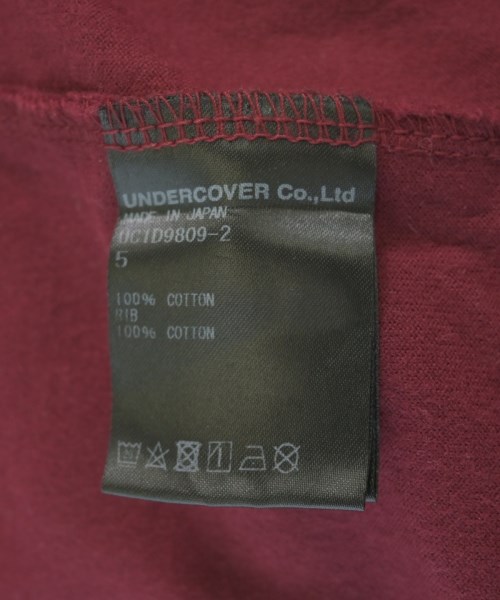 UNDERCOVER Co.,Ltd
MADE IN JAPAN
UC1D9809-2
5
100% COTTON
RIB
100% COTTON